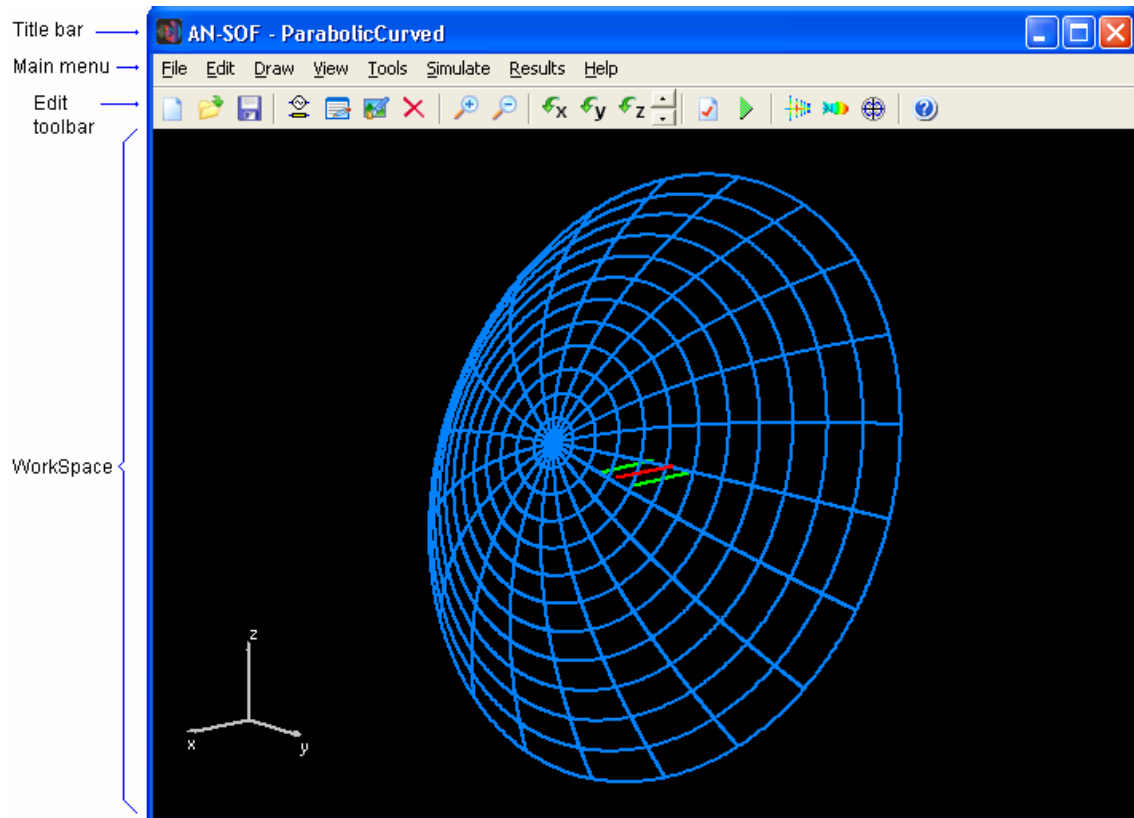 Title bar
AN-SOF - ParabolicCurved
Main menu
File Edit Draw View Tools Simulate Results Help
Edit
toolbar
x y z
WorkSpace
z
x
y